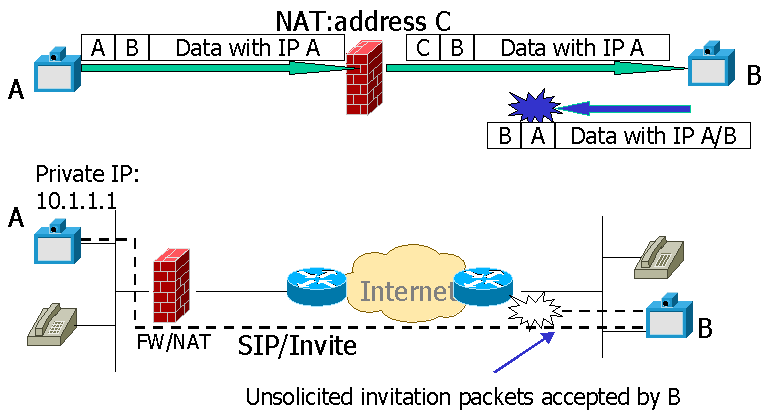 NAT:address C
A B Data with IP A
C B Data with IP A
A
B
B A Data with IP A/B
Private IP:
10.1.1.1
A
Internet
B
FW/NAT
SIP/Invite
Unsolicited invitation packets accepted by B